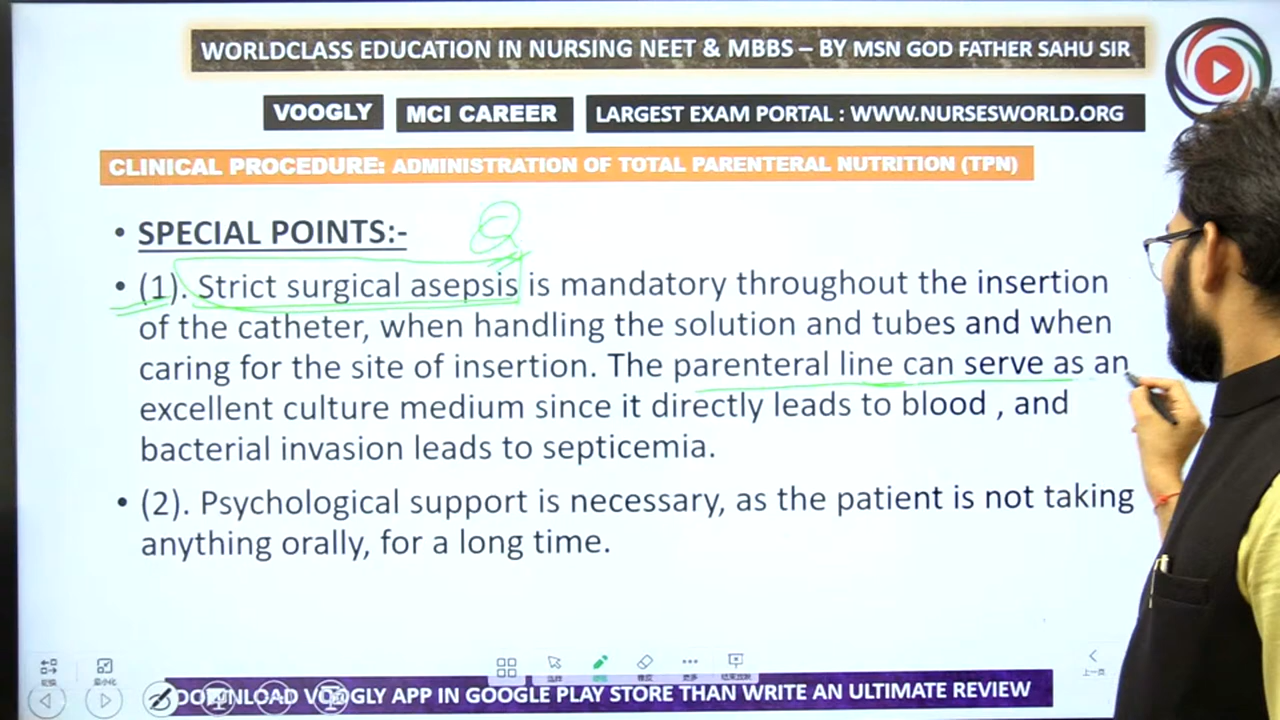 WORLDCLASS EDUCATION IN NURSING NEET & MBBS – BY MSN GOD FATHER SAHU SIR
VOOGLY
MCI CAREER
LARGEST EXAM PORTAL : WWW.NURSESWORLD.ORG
CLINICAL PROCEDURE: ADMINISTRATION OF TOTAL PARENTERAL NUTRITION (TPN)
• SPECIAL POINTS:-
• (1). Strict surgical asepsis is mandatory throughout the insertion
of the catheter, when handling the solution and tubes and when
caring for the site of insertion. The parenteral line can serve as an
excellent culture medium since it directly leads to blood , and
bacterial invasion leads to septicemia.
• (2). Psychological support is necessary, as the patient is not taking
anything orally, for a long time.
上一页
DOWNLOAD VOOGLY APP IN GOOGLE PLAY STORE THAN WRITE AN ULTIMATE REVIEW